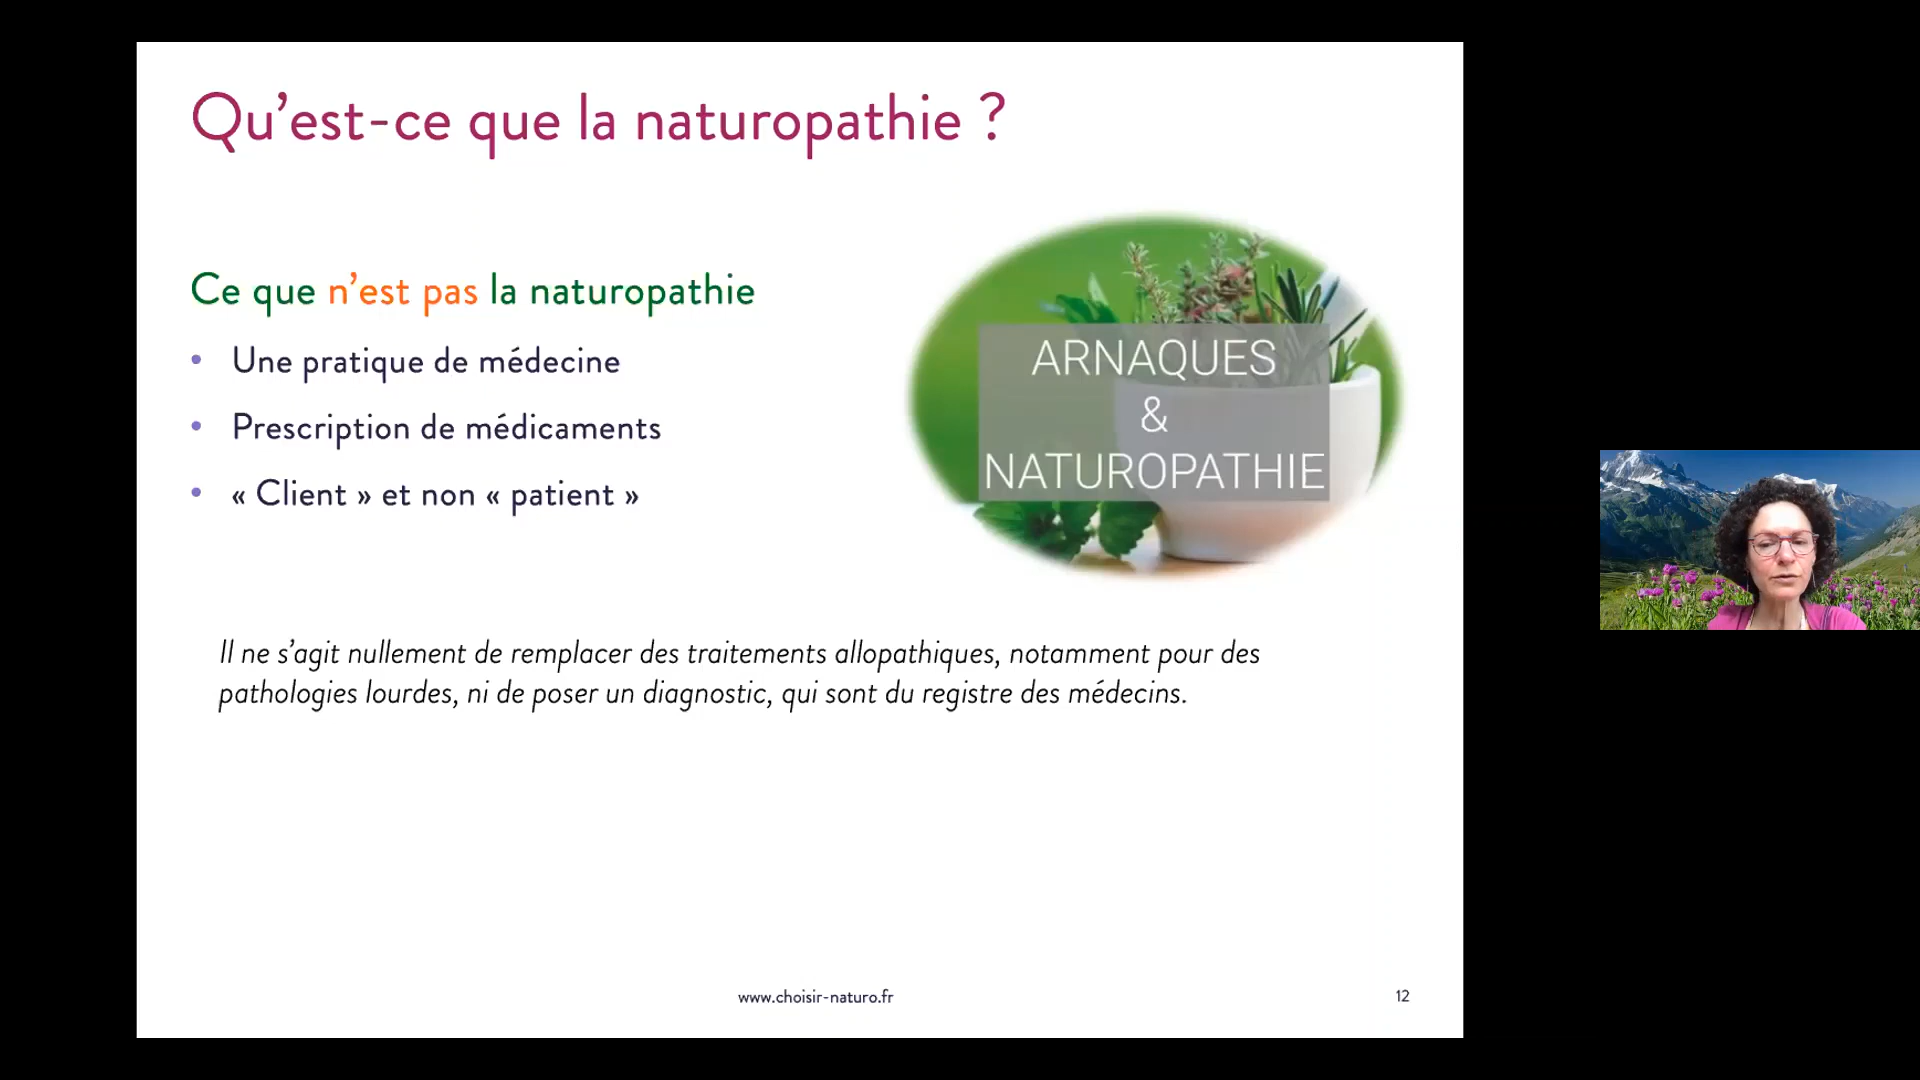 Qu’est-ce que la naturopathie ?
Ce que n’est pas la naturopathie
• Une pratique de médecine
• Prescription de médicaments
• « Client » et non « patient »
ARNAQUES
&
NATUROPATHIE
Il ne s’agit nullement de remplacer des traitements allopathiques, notamment pour des
pathologies lourdes, ni de poser un diagnostic, qui sont du registre des médecins.
www.choisir-naturo.fr
12